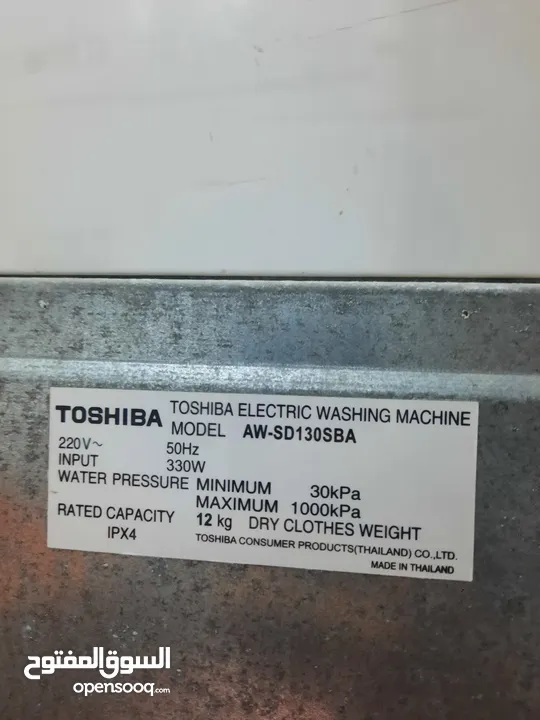 TOSHIBA TOSHIBA ELECTRIC WASHING MACHINE
MODEL AW-SD130SBA
220V~ 50Hz
INPUT 330W
WATER PRESSURE MINIMUM 30kPa
MAXIMUM 1000kPa
RATED CAPACITY 12 kg DRY CLOTHES WEIGHT
IPX4 TOSHIBA CONSUMER PRODUCTS(THAILAND) CO.,LTD.
MADE IN THAILAND
السوق المفتوح
opensooq.com